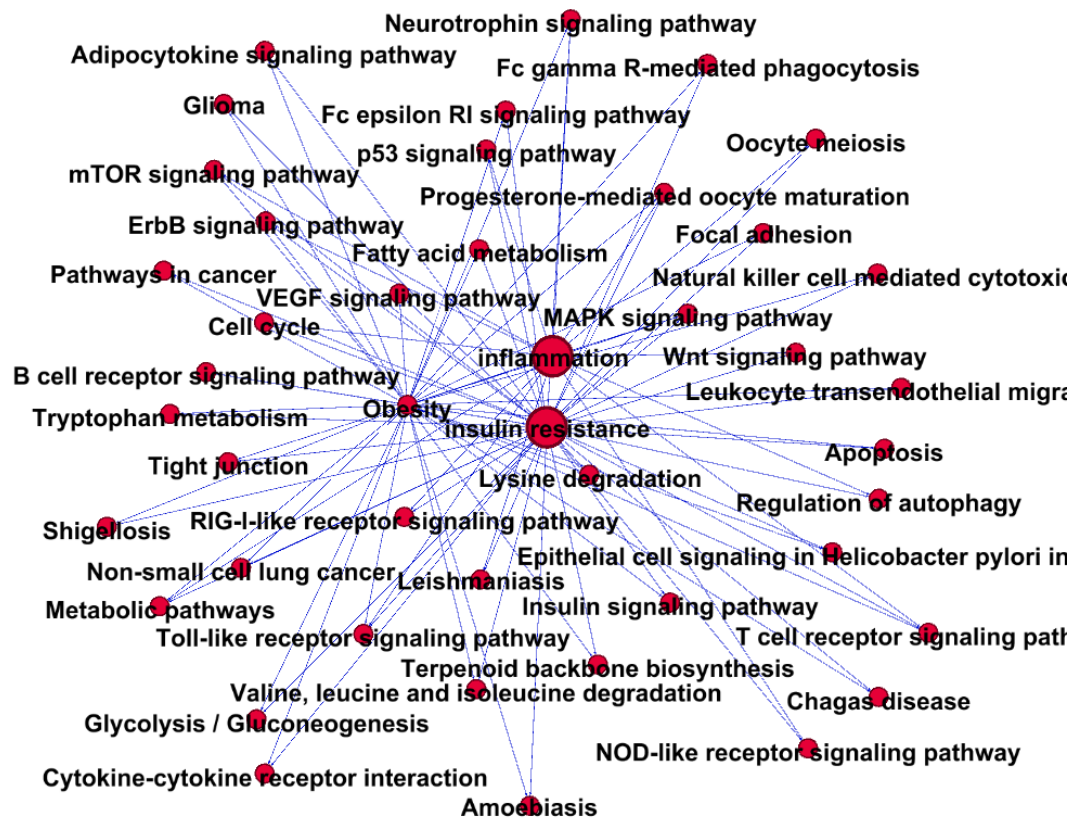 Neurotrophin signaling pathway
Adipocytokine signaling pathway
Fc gamma R-mediated phagocytosis
Glioma
Fc epsilon RI signaling pathway
Oocyte meiosis
p53 signaling pathway
mTOR signaling pathway
Progesterone-mediated oocyte maturation
ErbB signaling pathway
Focal adhesion
Fatty acid metabolism
Pathways in cancer
Natural killer cell mediated cytotoxic
VEGF signaling pathway
MAPK signaling pathway
Cell cycle
inflammation
Wnt signaling pathway
B cell receptor signaling pathway
Leukocyte transendothelial migra
Obesity
Tryptophan metabolism
insulin resistance
Apoptosis
Tight junction
Lysine degradation
Regulation of autophagy
RIG-I-like receptor signaling pathway
Shigellosis
Epithelial cell signaling in Helicobacter pylori in
Non-small cell lung cancer
Leishmaniasis
Metabolic pathways
Insulin signaling pathway
Toll-like receptor signaling pathway
T cell receptor signaling path
Terpenoid backbone biosynthesis
Valine, leucine and isoleucine degradation
Chagas disease
Glycolysis / Gluconeogenesis
NOD-like receptor signaling pathway
Cytokine-cytokine receptor interaction
Amoebiasis